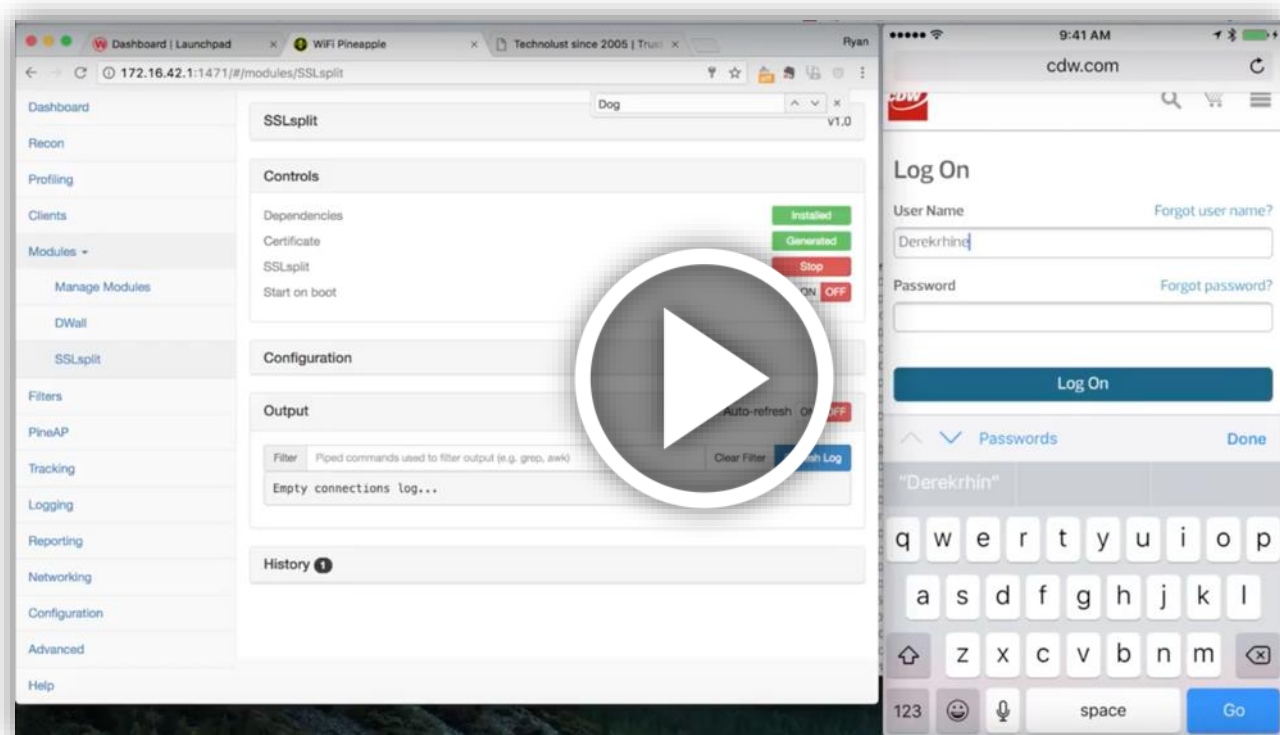 Dashboard | Launchpad
WiFi Pineapple
Technolust since 2005 | Trust
Ryan
172.16.42.1:1471/#/modules/SSLsplit
Dashboard
Recon
Profiling
Clients
Modules
Manage Modules
DWall
SSLsplit
Filters
PineAP
Tracking
Logging
Reporting
Networking
Configuration
Advanced
Help
Dog
SSLsplit
v1.0
Controls
Dependencies
Installed
Certificate
Generated
SSLsplit
Stop
Start on boot
ON OFF
Configuration
Output
Auto-refresh
Filter Piped commands used to filter output (e.g. grep, awk) Clear Filter
Log
Empty connections log...
History 1
9:41 AM
cdw.com
CDW
Log On
User Name Forgot user name?
Derekrhine
Password Forgot password?
Log On
Passwords Done
"Derekrhin"
q w e r t y u i o p
a s d f g h j k l
z x c v b n m
123 space Go